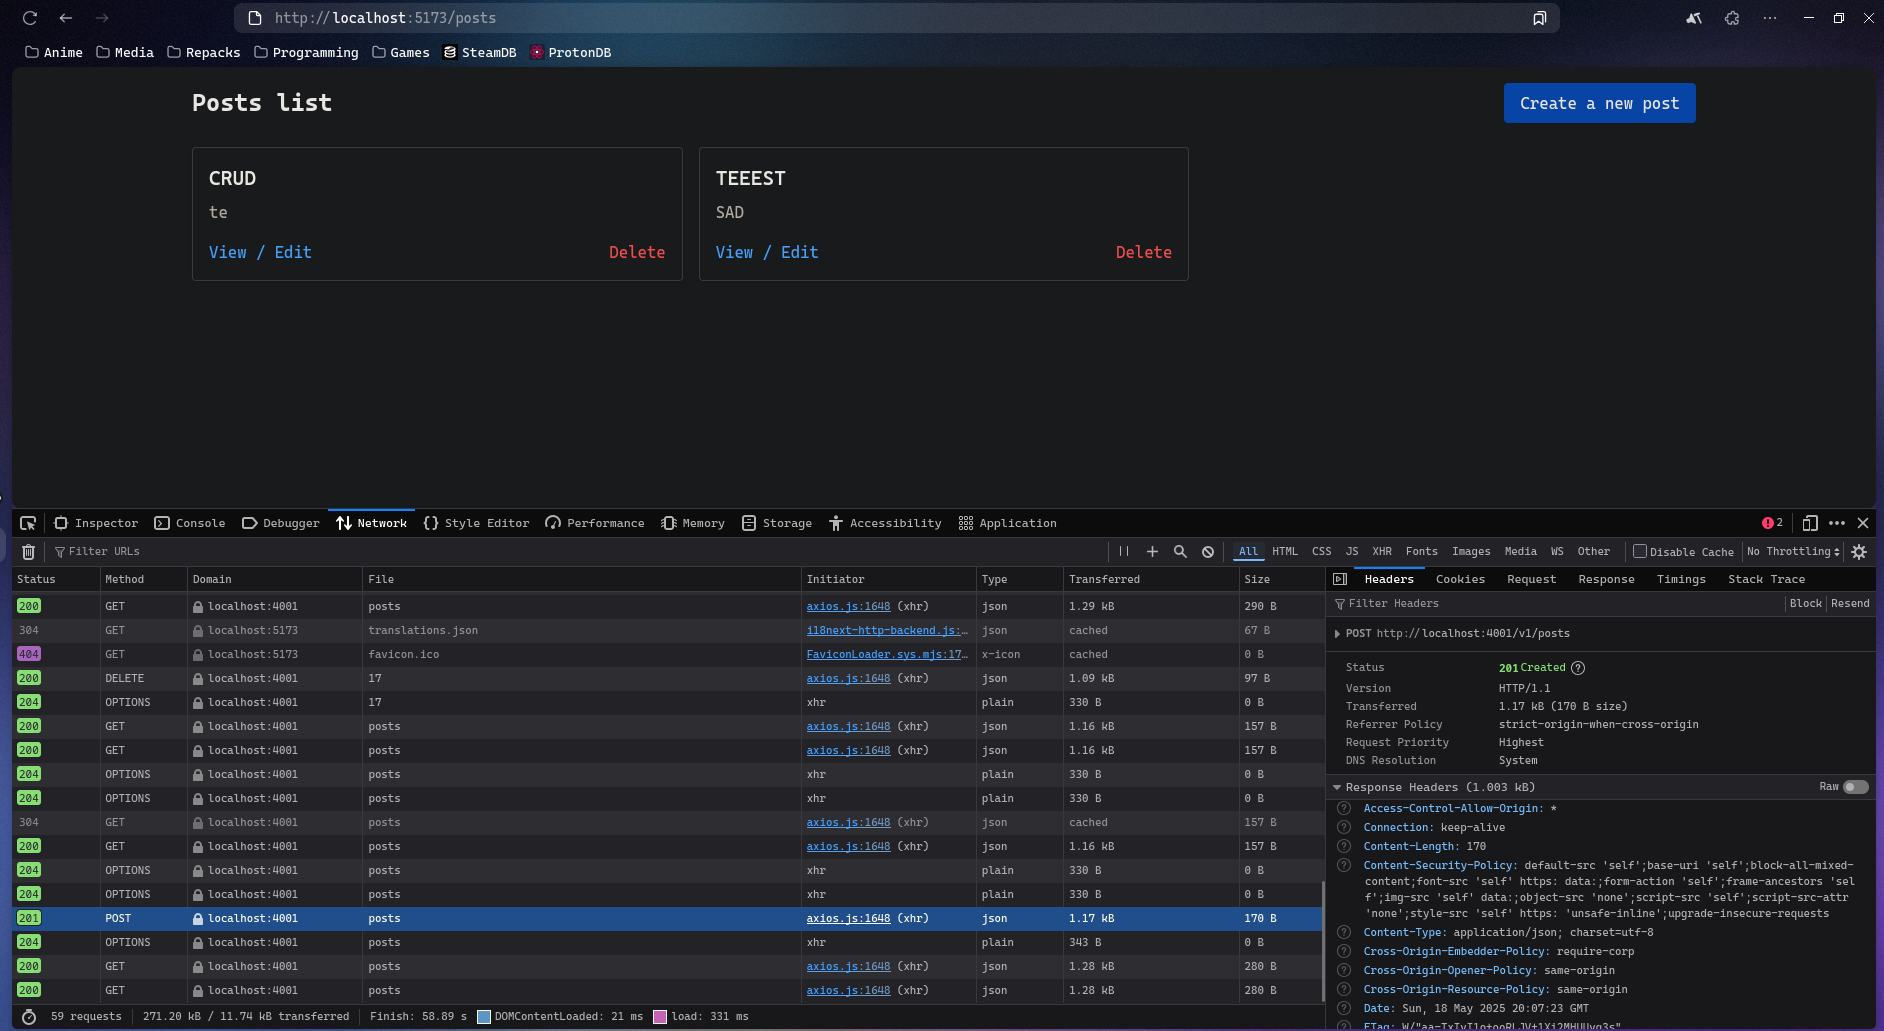 http://localhost:5173/posts
Anime Media Repacks Programming Games SteamDB ProtonDB
Posts list
Create a new post
CRUD
te
View / Edit Delete
TEEEST
SAD
View / Edit Delete
Inspector Console Debugger Network Style Editor Performance Memory Storage Accessibility Application 2
Filter URLs All HTML CSS JS XHR Fonts Images Media WS Other Disable Cache No Throttling
Status Method Domain File Initiator Type Transferred Size
200 GET localhost:4001 posts axios.js:1648 (xhr) json 1.29 kB 290 B
304 GET localhost:5173 translations.json i18next-http-backend.js:… json cached 67 B
404 GET localhost:5173 favicon.ico FaviconLoader.sys.mjs:17… x-icon cached 0 B
200 DELETE localhost:4001 17 axios.js:1648 (xhr) json 1.09 kB 97 B
204 OPTIONS localhost:4001 17 xhr plain 330 B 0 B
200 GET localhost:4001 posts axios.js:1648 (xhr) json 1.16 kB 157 B
200 GET localhost:4001 posts axios.js:1648 (xhr) json 1.16 kB 157 B
204 OPTIONS localhost:4001 posts xhr plain 330 B 0 B
204 OPTIONS localhost:4001 posts xhr plain 330 B 0 B
304 GET localhost:4001 posts axios.js:1648 (xhr) json cached 157 B
200 GET localhost:4001 posts axios.js:1648 (xhr) json 1.16 kB 157 B
204 OPTIONS localhost:4001 posts xhr plain 330 B 0 B
204 OPTIONS localhost:4001 posts xhr plain 330 B 0 B
201 POST localhost:4001 posts axios.js:1648 (xhr) json 1.17 kB 170 B
204 OPTIONS localhost:4001 posts xhr plain 343 B 0 B
200 GET localhost:4001 posts axios.js:1648 (xhr) json 1.28 kB 280 B
200 GET localhost:4001 posts axios.js:1648 (xhr) json 1.28 kB 280 B
59 requests 271.20 kB / 11.74 kB transferred Finish: 58.89 s DOMContentLoaded: 21 ms load: 331 ms
Headers Cookies Request Response Timings Stack Trace
Filter Headers Block Resend
POST http://localhost:4001/v1/posts
Status 201 Created
Version HTTP/1.1
Transferred 1.17 kB (170 B size)
Referrer Policy strict-origin-when-cross-origin
Request Priority Highest
DNS Resolution System
Response Headers (1.003 kB) Raw
Access-Control-Allow-Origin: *
Connection: keep-alive
Content-Length: 170
Content-Security-Policy: default-src 'self';base-uri 'self';block-all-mixed-
content;font-src 'self' https: data:;form-action 'self';frame-ancestors 'sel
f';img-src 'self' data:;object-src 'none';script-src 'self';script-src-attr
'none';style-src 'self' https: 'unsafe-inline';upgrade-insecure-requests
Content-Type: application/json; charset=utf-8
Cross-Origin-Embedder-Policy: require-corp
Cross-Origin-Opener-Policy: same-origin
Cross-Origin-Resource-Policy: same-origin
Date: Sun, 18 May 2025 20:07:23 GMT
ETag: